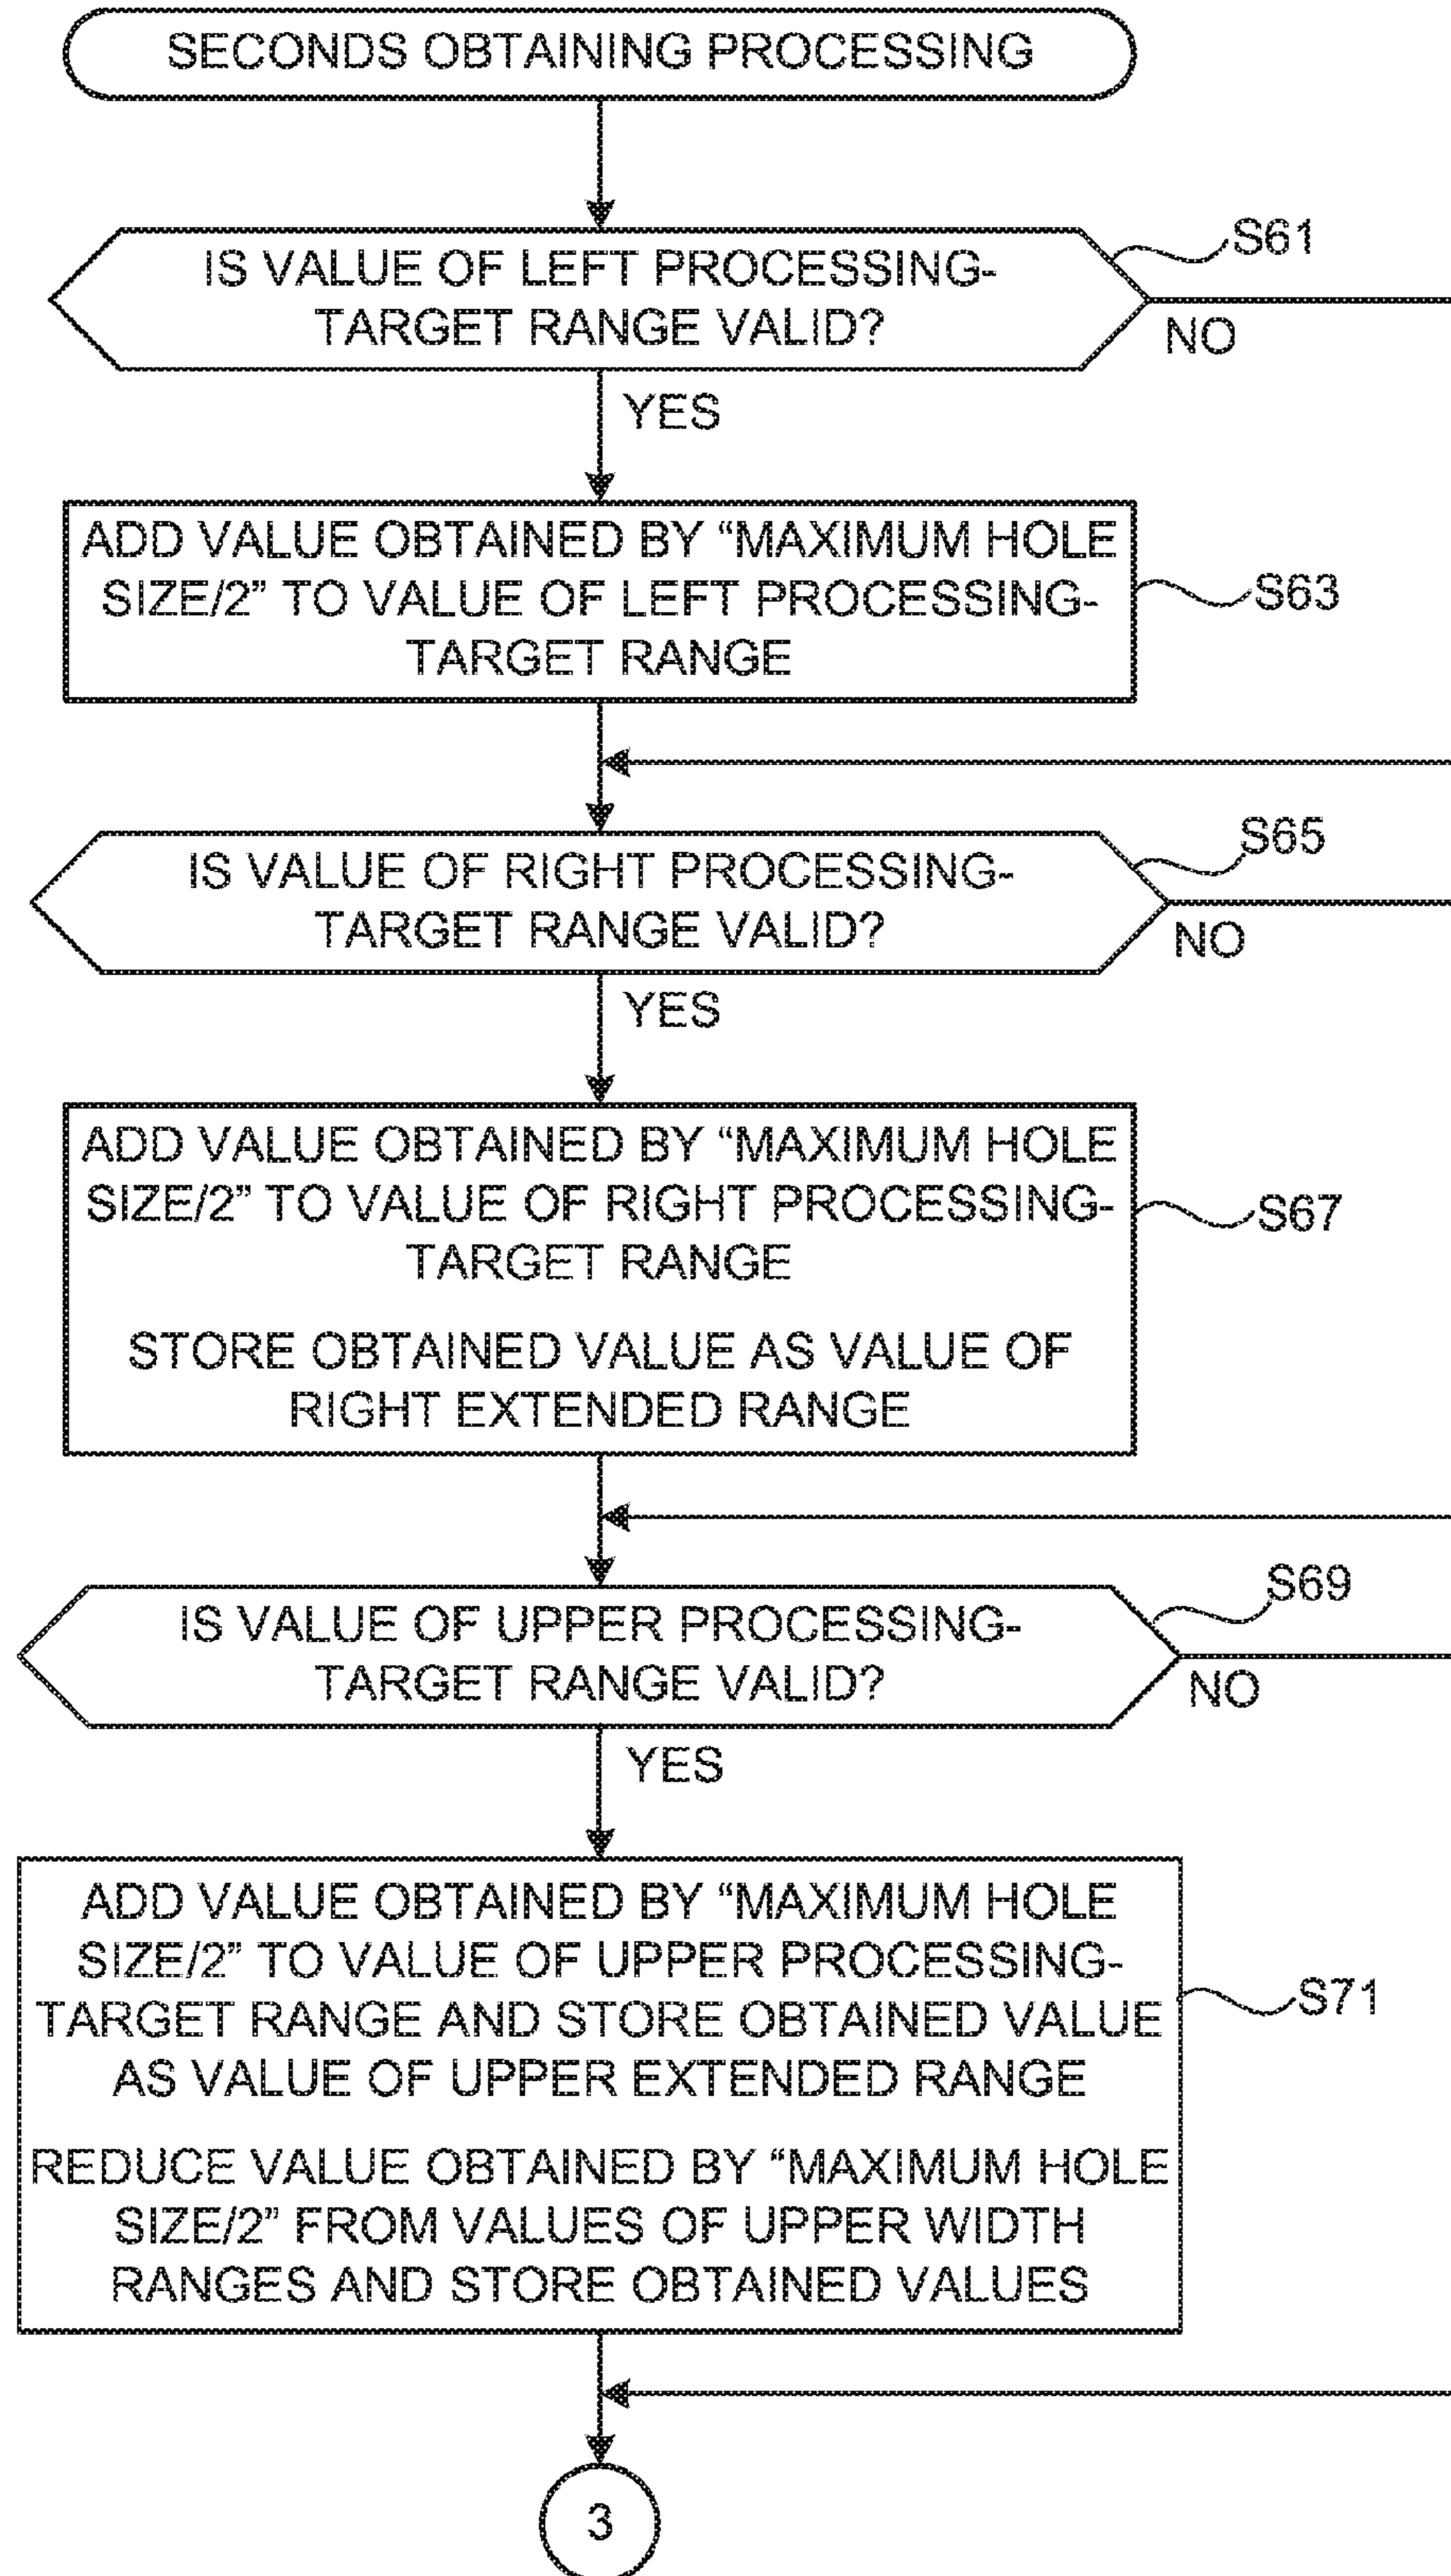 SECONDS OBTAINING PROCESSING
IS VALUE OF LEFT PROCESSING-
TARGET RANGE VALID?
S61
NO
YES
ADD VALUE OBTAINED BY “MAXIMUM HOLE
SIZE/2” TO VALUE OF LEFT PROCESSING-
TARGET RANGE
S63
IS VALUE OF RIGHT PROCESSING-
TARGET RANGE VALID?
S65
NO
YES
ADD VALUE OBTAINED BY “MAXIMUM HOLE
SIZE/2” TO VALUE OF RIGHT PROCESSING-
TARGET RANGE
STORE OBTAINED VALUE AS VALUE OF
RIGHT EXTENDED RANGE
S67
IS VALUE OF UPPER PROCESSING-
TARGET RANGE VALID?
S69
NO
YES
ADD VALUE OBTAINED BY “MAXIMUM HOLE
SIZE/2” TO VALUE OF UPPER PROCESSING-
TARGET RANGE AND STORE OBTAINED VALUE
AS VALUE OF UPPER EXTENDED RANGE
REDUCE VALUE OBTAINED BY “MAXIMUM HOLE
SIZE/2” FROM VALUES OF UPPER WIDTH
RANGES AND STORE OBTAINED VALUES
S71
3